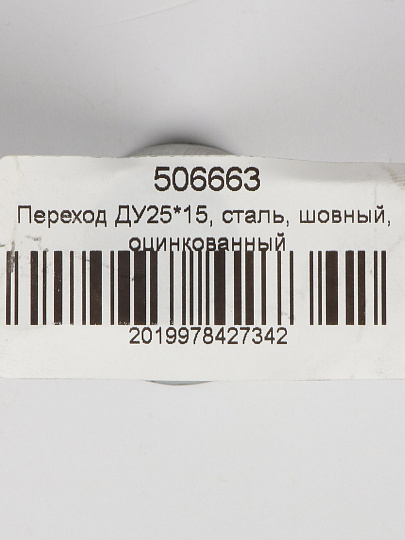 506663
Переход ДУ25*15, сталь, шовный,
оцинкованный
2019978427342